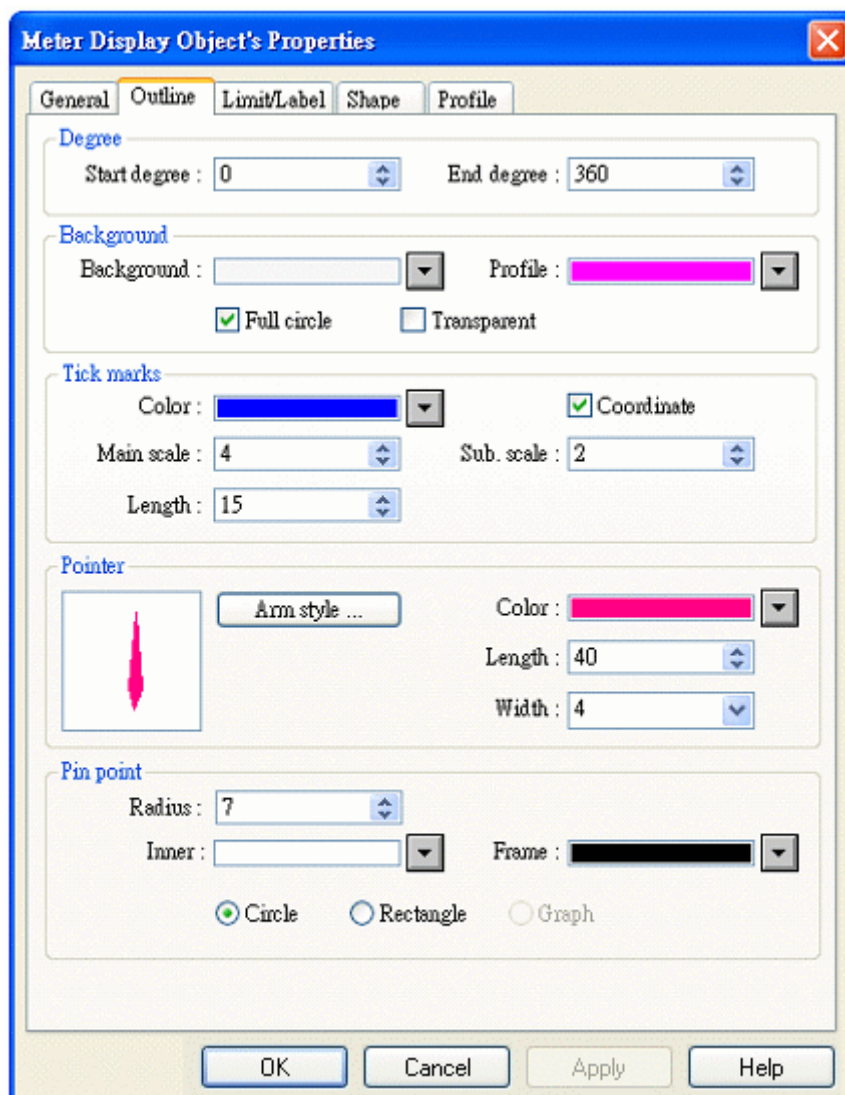 Meter Display Object's Properties
General Outline Limit/Label Shape Profile
Degree
Start degree : 0 End degree : 360
Background
Background : Profile :
Full circle Transparent
Tick marks
Color : Coordinate
Main scale : 4 Sub. scale : 2
Length : 15
Pointer
Arm style ... Color :
Length : 40
Width : 4
Pin point
Radius : 7
Inner : Frame :
Circle Rectangle Graph
OK Cancel Apply Help